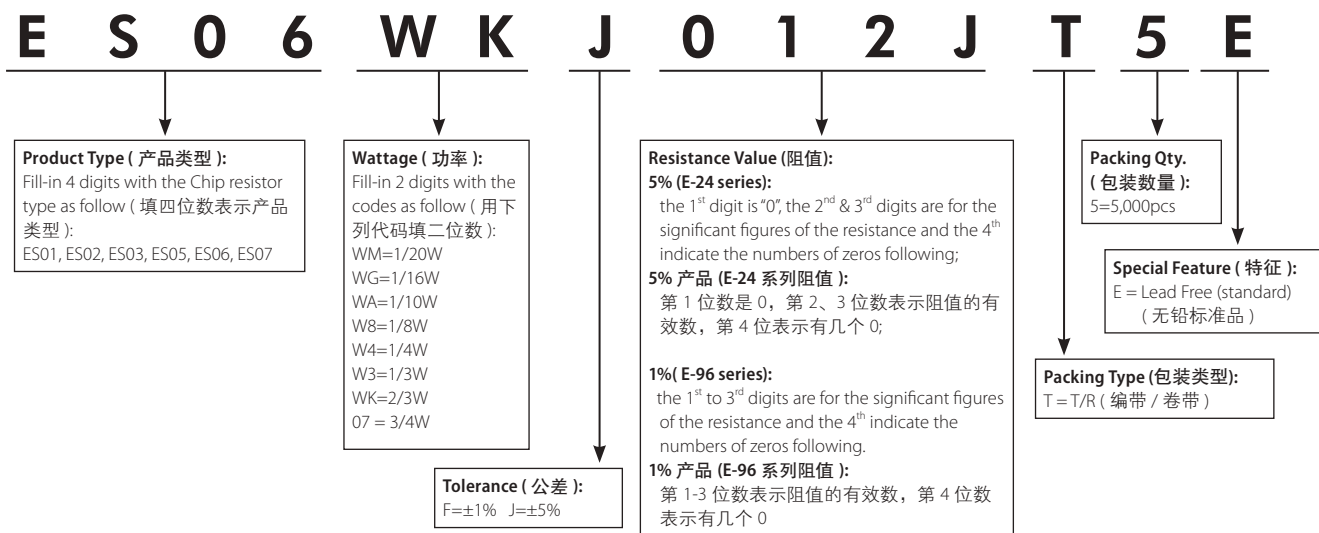 E S 0 6 W K J 0 1 2 J T 5 E
Product Type ( 产品类型 ):
Fill-in 4 digits with the Chip resistor
type as follow ( 填四位数表示产品
类型 ):
ES01, ES02, ES03, ES05, ES06, ES07
Wattage ( 功率 ):
Fill-in 2 digits with the
codes as follow ( 用下
列代码填二位数 ):
WM=1/20W
WG=1/16W
WA=1/10W
W8=1/8W
W4=1/4W
W3=1/3W
WK=2/3W
07 = 3/4W
Tolerance ( 公差 ):
F=±1%   J=±5%
Resistance Value (阻值):
5% (E-24 series):
the 1st digit is “0”, the 2nd & 3rd digits are for the
significant figures of the resistance and the 4th
indicate the numbers of zeros following;
5% 产品 (E-24 系列阻值 ):
第 1 位数是 0，第 2、3 位数表示阻值的有
效数，第 4 位表示有几个 0;
1%( E-96 series):
the 1st to 3rd digits are for the significant figures
of the resistance and the 4th indicate the
numbers of zeros following.
1% 产品 (E-96 系列阻值 ):
第 1-3 位数表示阻值的有效数，第 4 位数
表示有几个 0
Packing Type (包装类型):
T = T/R ( 编带 / 卷带 )
Packing Qty.
( 包装数量 ):
5=5,000pcs
Special Feature ( 特征 ):
E = Lead Free (standard)
( 无铅标准品 )